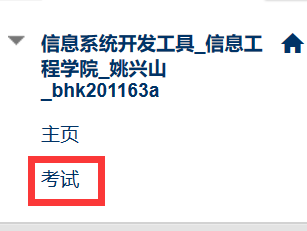 信息系统开发工具_信息工
程学院_姚兴山
_bhk201163a
主页
考试